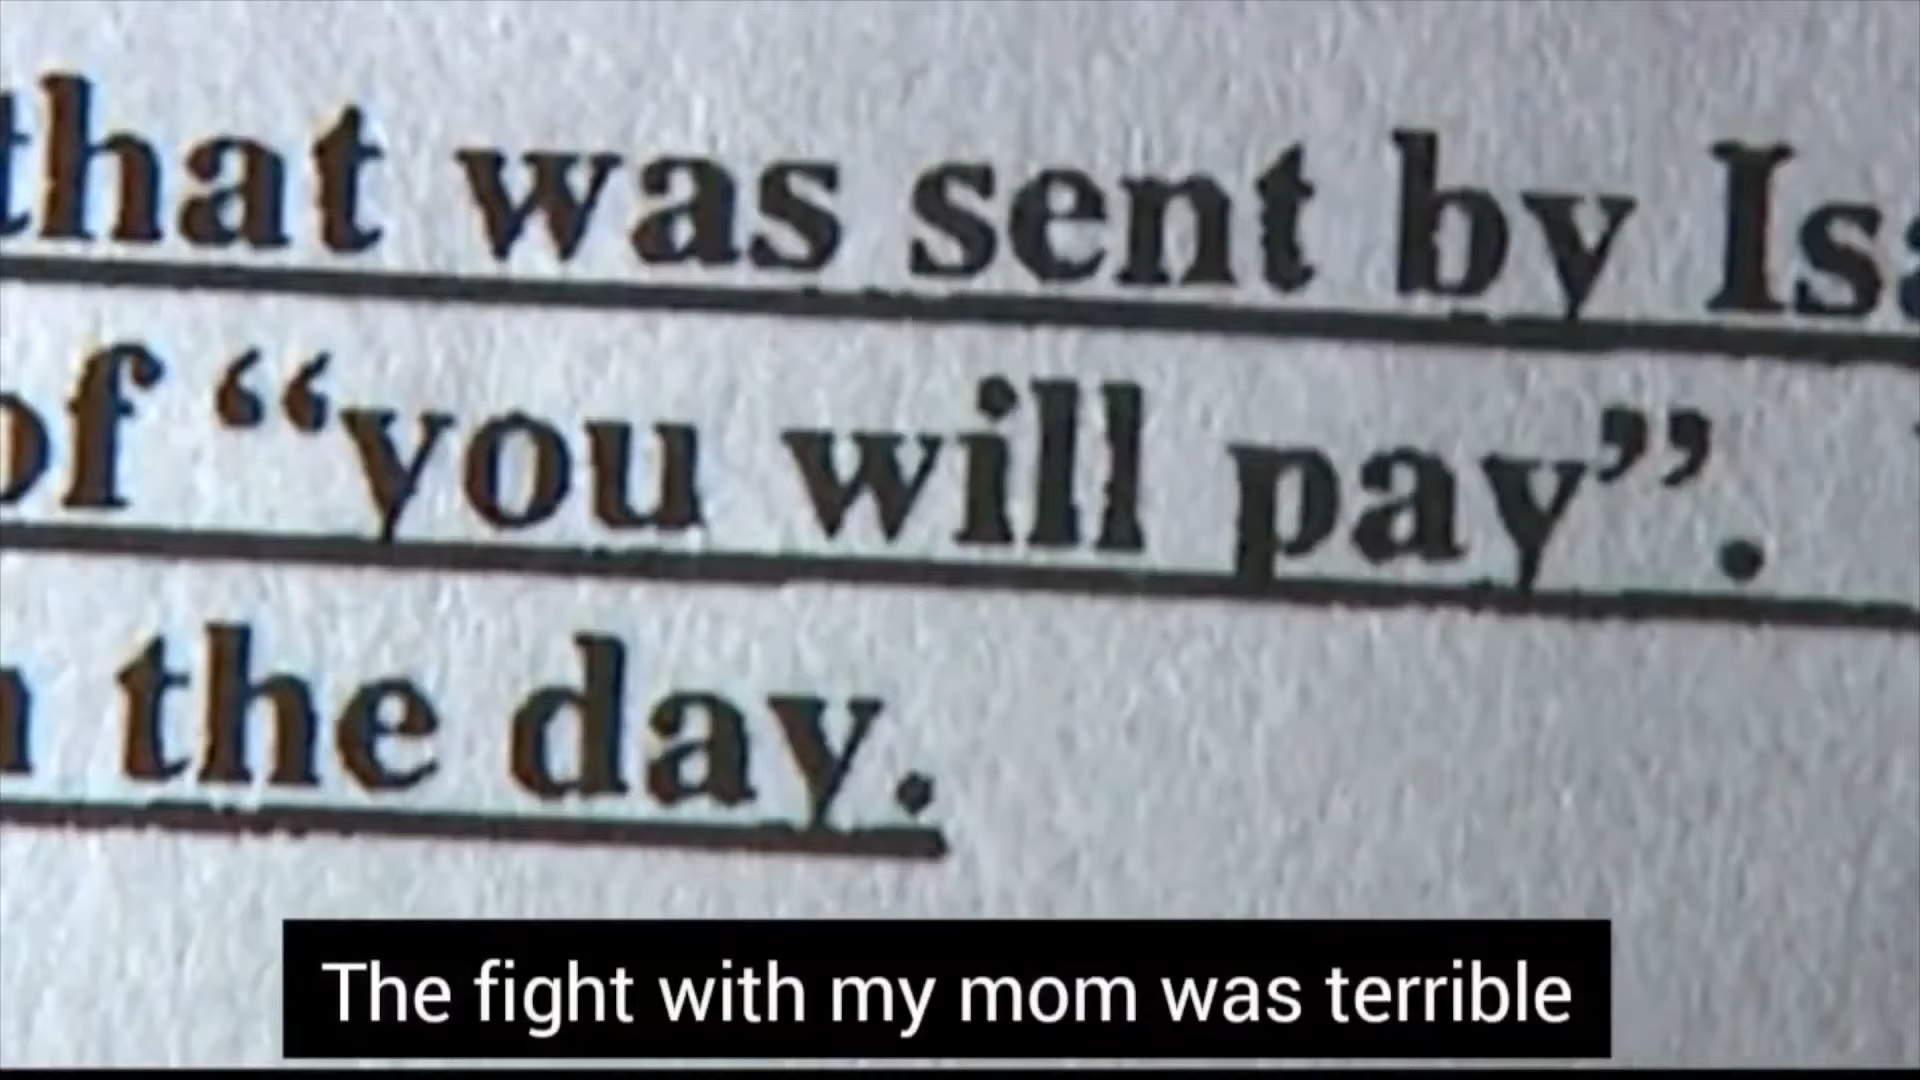 that was sent by
of “you will pay”.
the day.
The fight with my mom was terrible